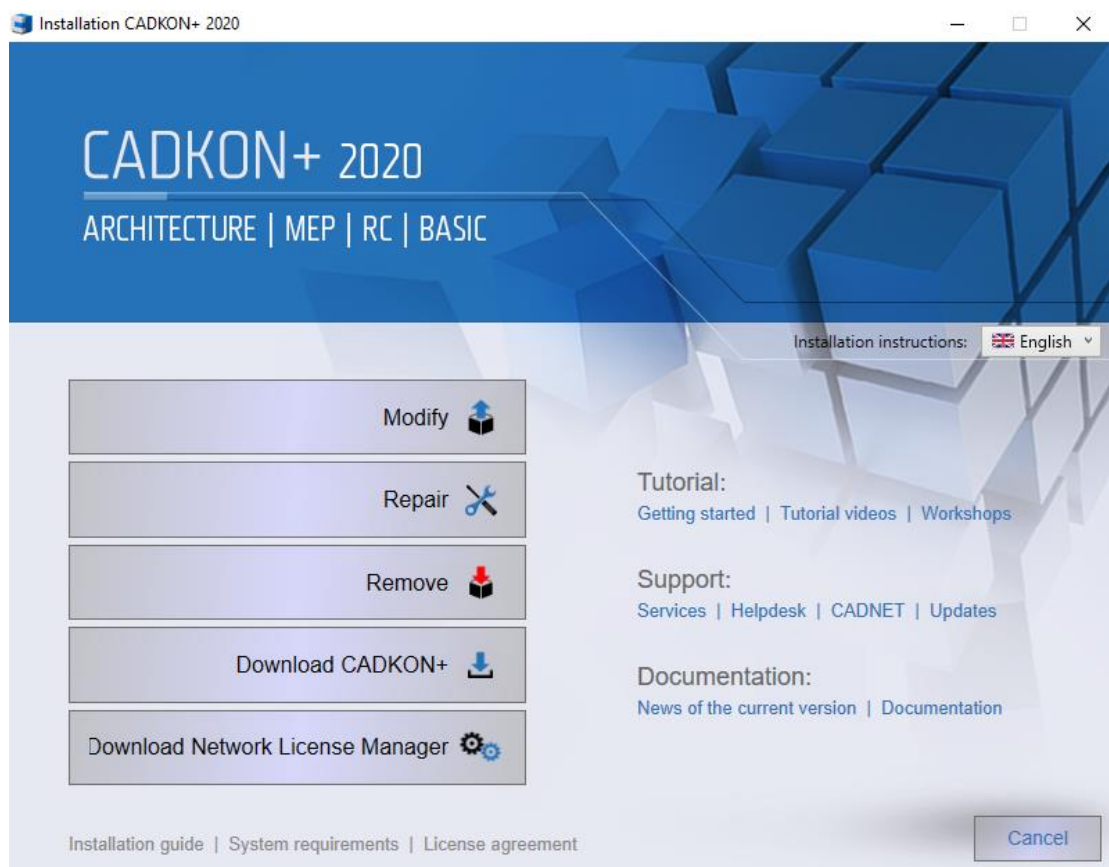 Installation CADKON+ 2020
CADKON+ 2020
ARCHITECTURE | MEP | RC | BASIC
Installation instructions: English
Modify
Repair
Remove
Download CADKON+
Download Network License Manager
Tutorial:
Getting started | Tutorial videos | Workshops
Support:
Services | Helpdesk | CADNET | Updates
Documentation:
News of the current version | Documentation
Installation guide | System requirements | License agreement
Cancel